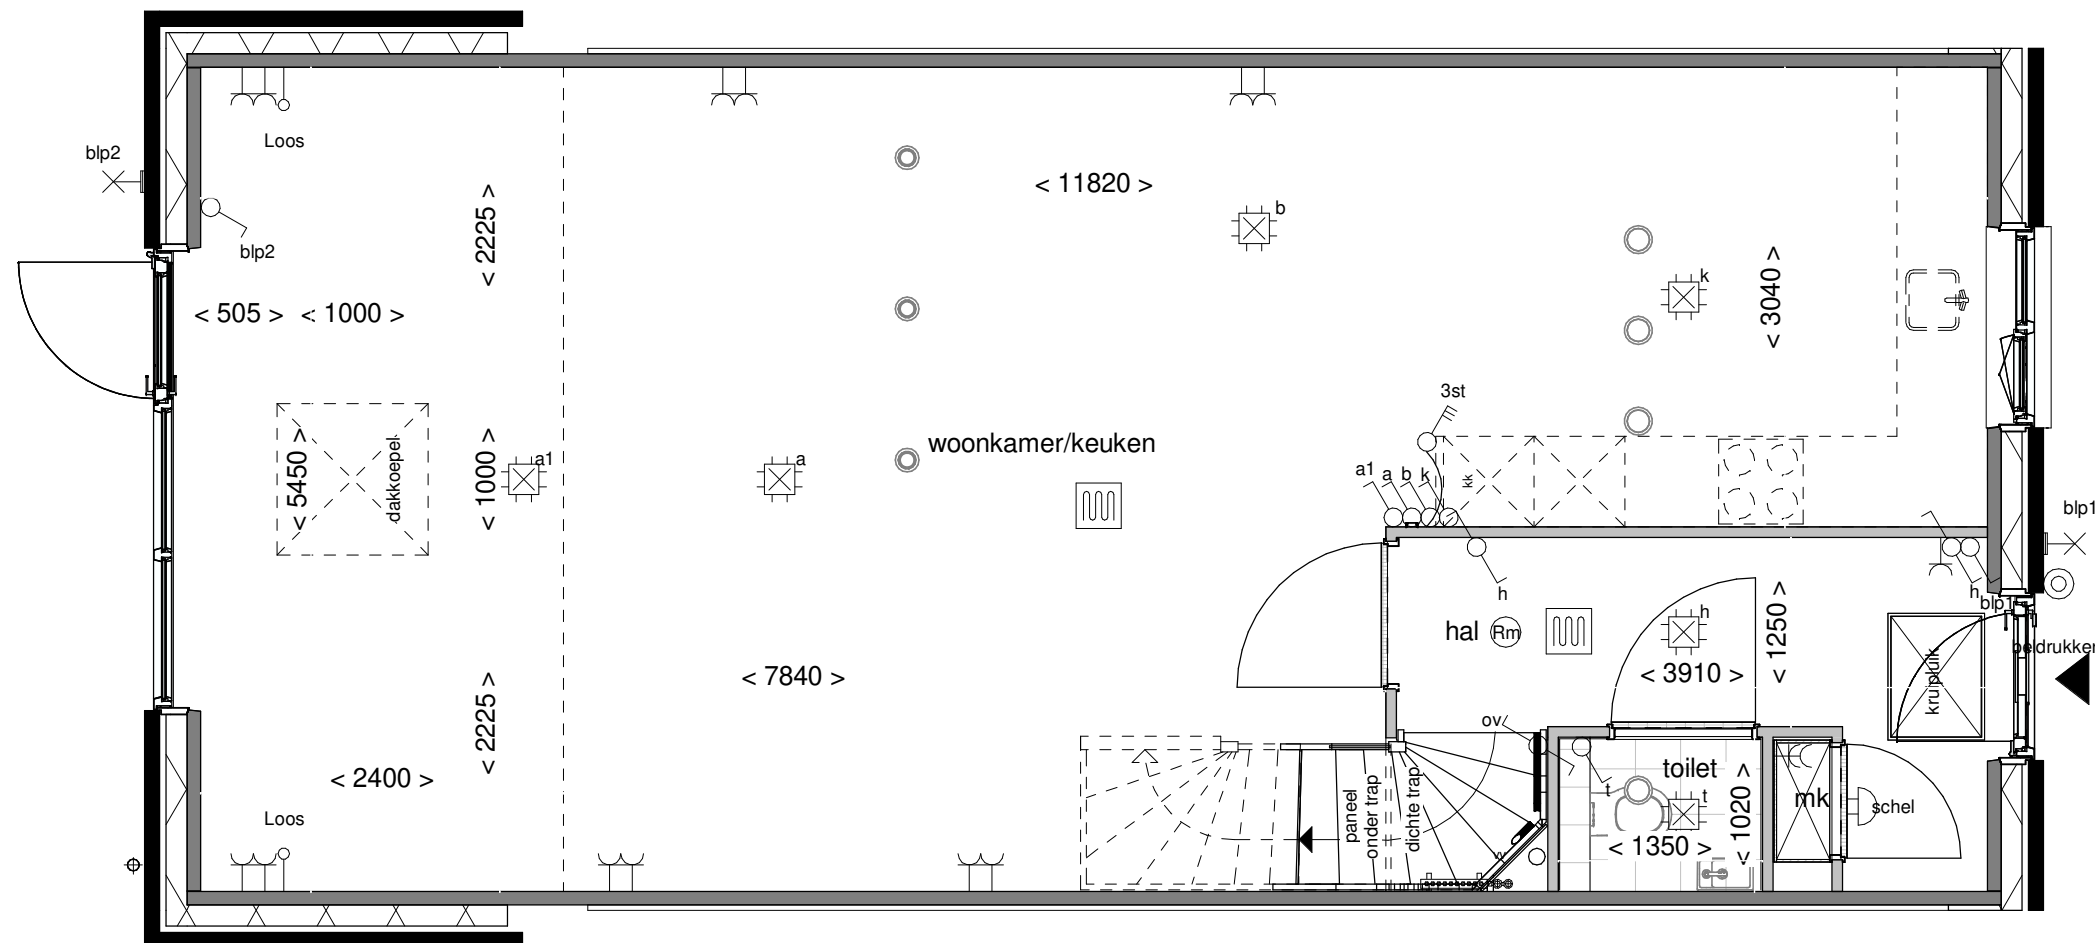 Loos
blp2
blp2
< 2225 >
< 11820 >
b
k
< 505 >
< 1000 >
< 3040 >
3st
woonkamer/keuken
< 5450 >
dakkoepel
< 1000 >
a1
a
a1
a
b
k
kk
blp1
h
h
blp1
hal
Rm
h
< 1250 >
< 3910 >
kruipluik
beldrukker
< 7840 >
< 2225 >
ov
< 2400 >
toilet
t
t
< 1020 >
mk
schel
Loos
paneel
onder trap
dichte trap
< 1350 >
w